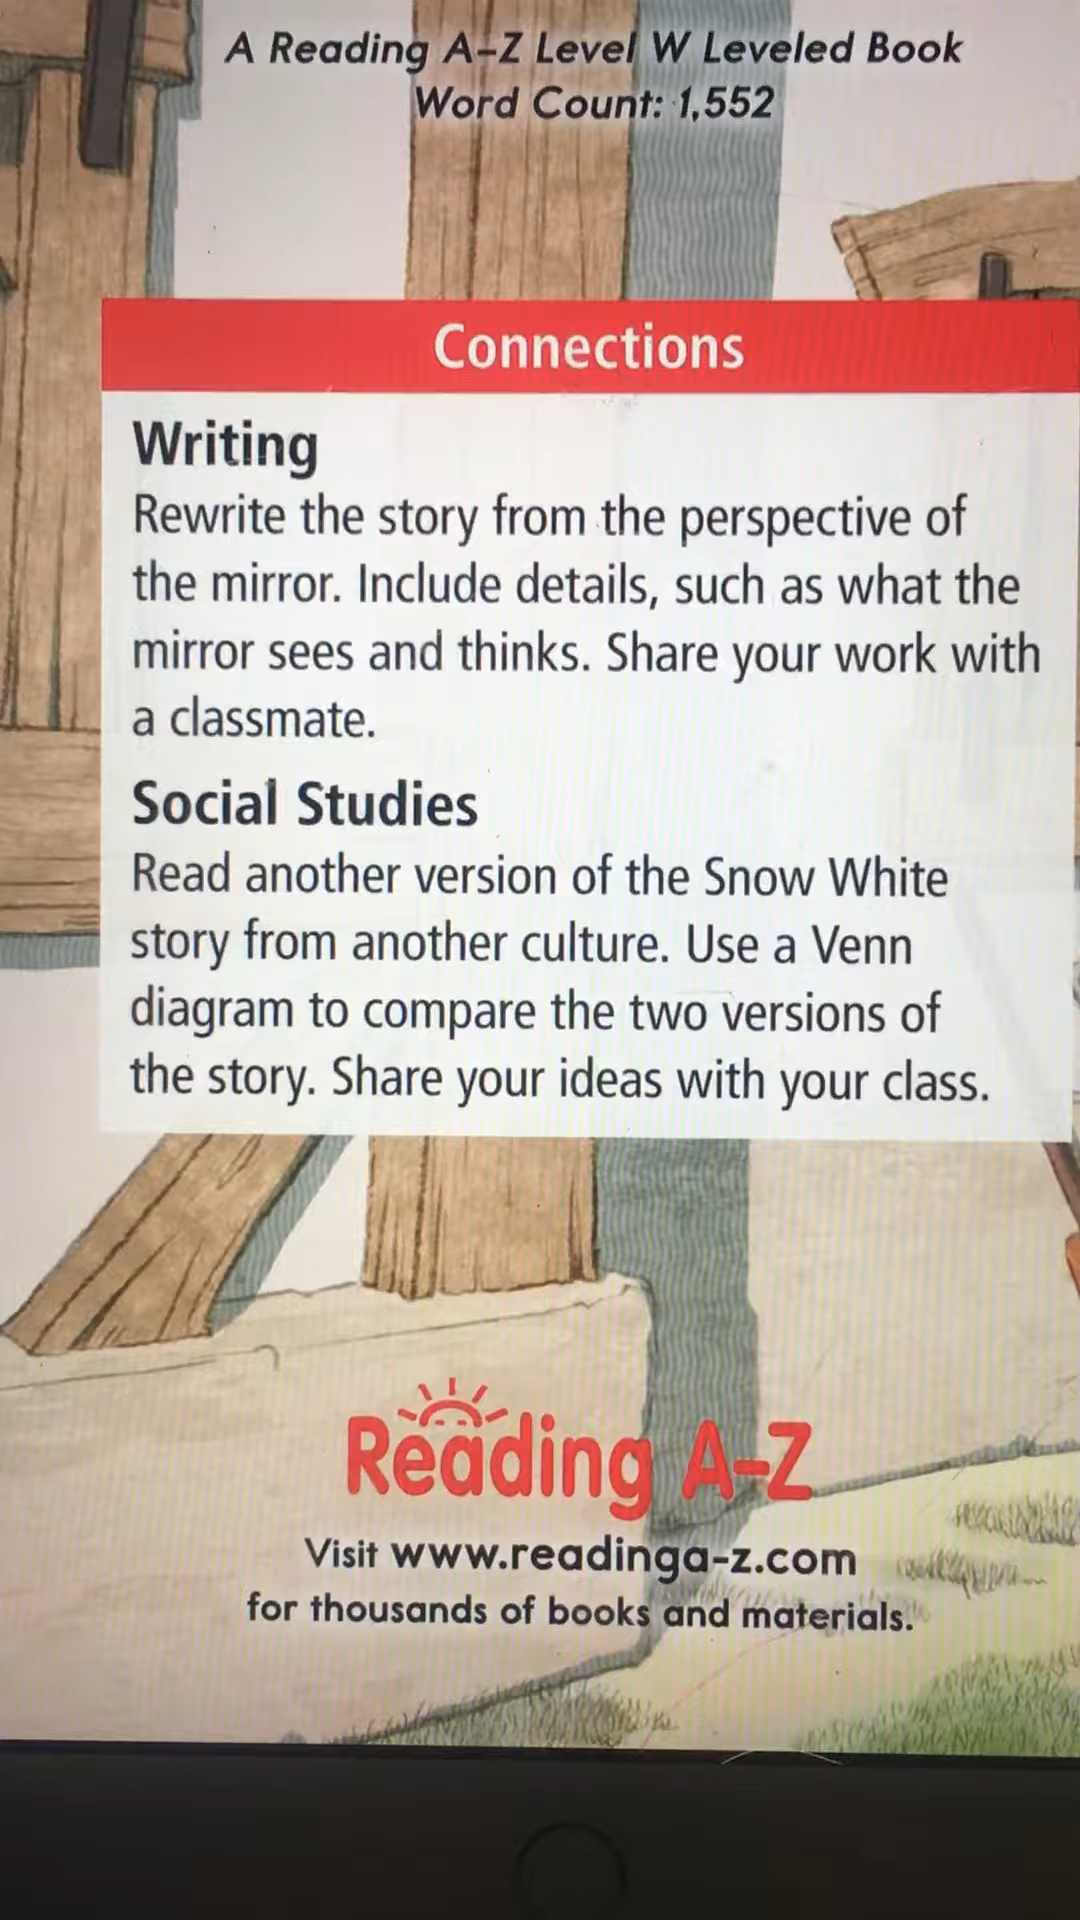 A Reading A–Z Level W Leveled Book
Word Count: 1,552
Connections
Writing
Rewrite the story from the perspective of
the mirror. Include details, such as what the
mirror sees and thinks. Share your work with
a classmate.
Social Studies
Read another version of the Snow White
story from another culture. Use a Venn
diagram to compare the two versions of
the story. Share your ideas with your class.
Reading A–Z
Visit www.readinga-z.com
for thousands of books and materials.